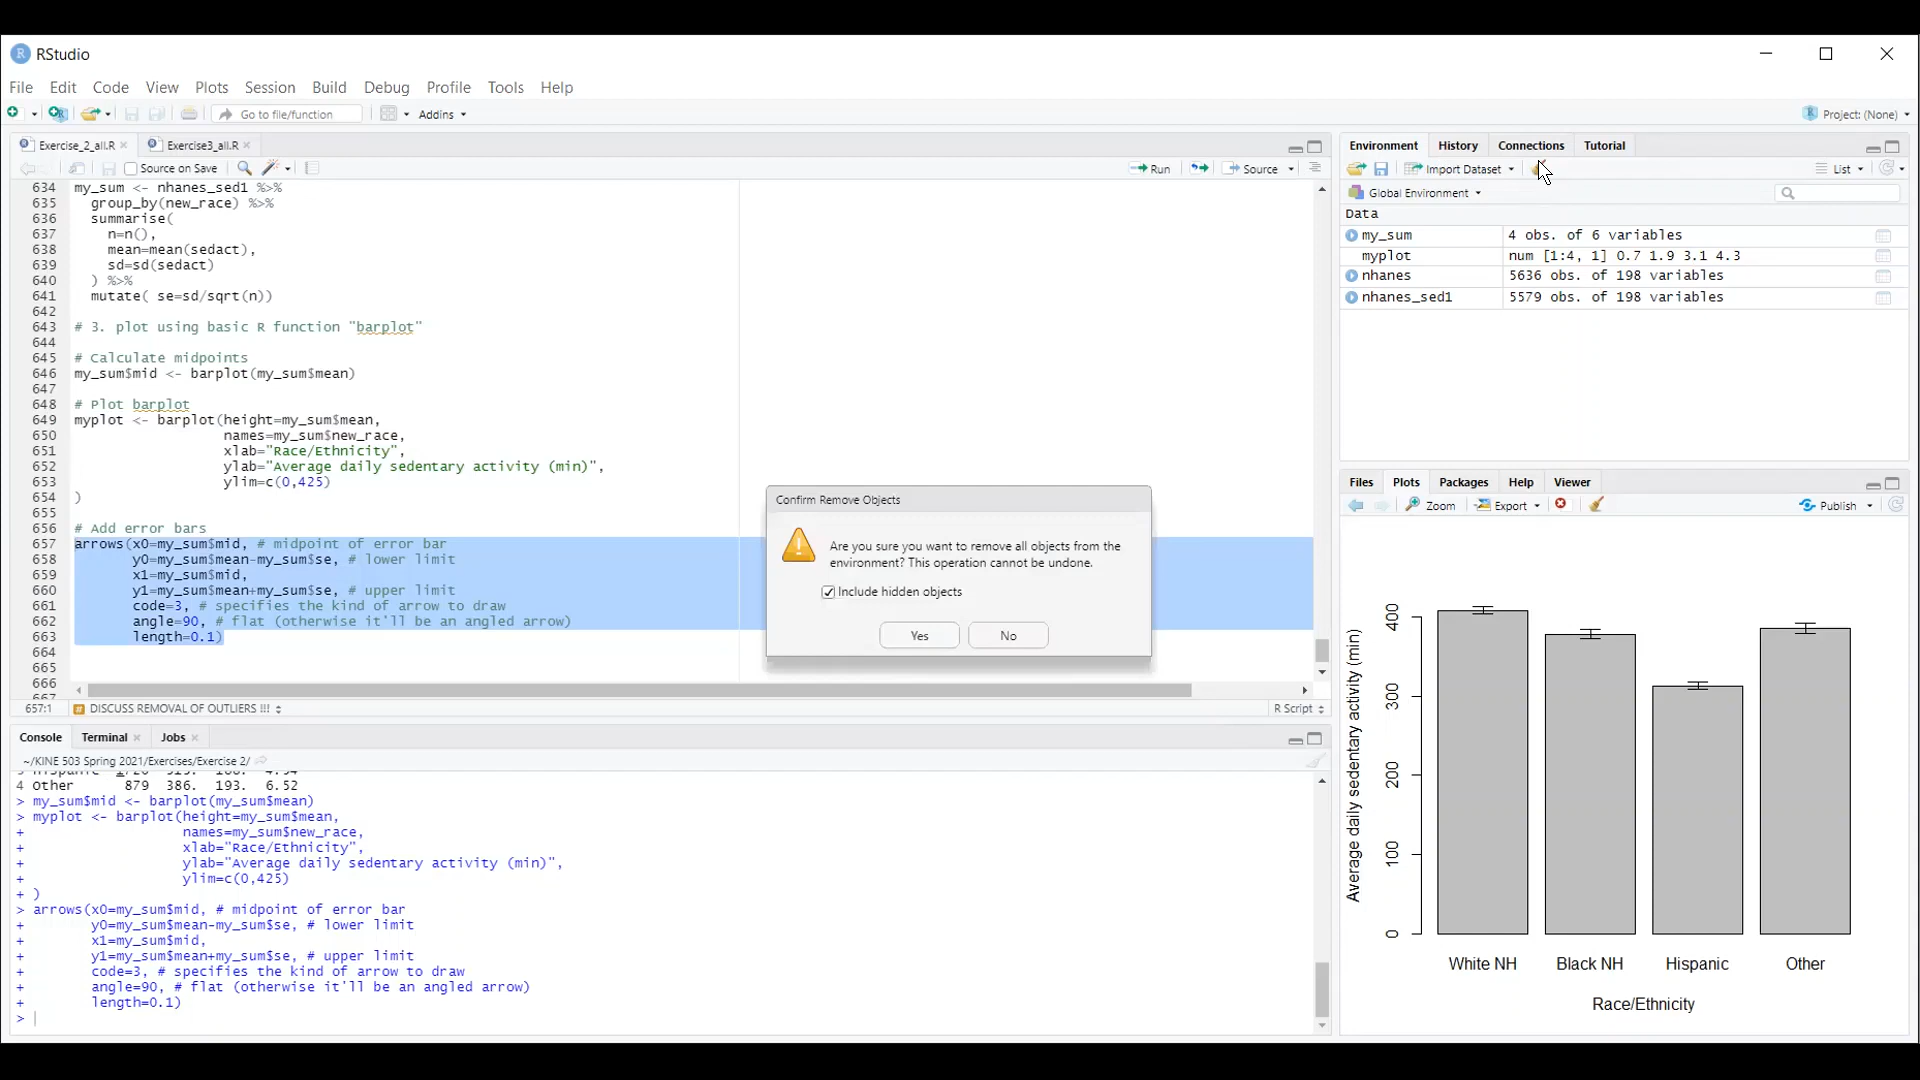 RStudio
File Edit Code View Plots Session Build Debug Profile Tools Help
Go to file/function Addins Project: (None)
Exercise_2_all.R Exercise3_all.R
Source on Save Run Source
634 my_sum <- nhanes_sed1 %>%
635 group_by(new_race) %>%
636 summarise(
637 n=n(),
638 mean=mean(sedact),
639 sd=sd(sedact)
640 ) %>%
641 mutate( se=sd/sqrt(n))
642
643 # 3. plot using basic R function "barplot"
644
645 # Calculate midpoints
646 my_sum$mid <- barplot(my_sum$mean)
647
648 # Plot barplot
649 myplot <- barplot(height=my_sum$mean,
650 names=my_sum$new_race,
651 xlab="Race/Ethnicity",
652 ylab="Average daily sedentary activity (min)",
653 ylim=c(0,425)
654 )
655
656 # Add error bars
657 arrows(x0=my_sum$mid, # midpoint of error bar
658 y0=my_sum$mean-my_sum$se, # lower limit
659 x1=my_sum$mid,
660 y1=my_sum$mean+my_sum$se, # upper limit
661 code=3, # specifies the kind of arrow to draw
662 angle=90, # flat (otherwise it'll be an angled arrow)
663 length=0.1)
664
665
666
657:1 DISCUSS REMOVAL OF OUTLIERS !!! R Script
Confirm Remove Objects
Are you sure you want to remove all objects from the
environment? This operation cannot be undone.
Include hidden objects
Yes No
Console Terminal Jobs
~/KINE 503 Spring 2021/Exercises/Exercise 2/
4 Other 879 386. 193. 6.52
> my_sum$mid <- barplot(my_sum$mean)
> myplot <- barplot(height=my_sum$mean,
+ names=my_sum$new_race,
+ xlab="Race/Ethnicity",
+ ylab="Average daily sedentary activity (min)",
+ ylim=c(0,425)
+ )
> arrows(x0=my_sum$mid, # midpoint of error bar
+ y0=my_sum$mean-my_sum$se, # lower limit
+ x1=my_sum$mid,
+ y1=my_sum$mean+my_sum$se, # upper limit
+ code=3, # specifies the kind of arrow to draw
+ angle=90, # flat (otherwise it'll be an angled arrow)
+ length=0.1)
>
Environment History Connections Tutorial
Import Dataset List
Global Environment
Data
my_sum 4 obs. of 6 variables
myplot num [1:4, 1] 0.7 1.9 3.1 4.3
nhanes 5636 obs. of 198 variables
nhanes_sed1 5579 obs. of 198 variables
Files Plots Packages Help Viewer
Zoom Export Publish
Average daily sedentary activity (min)
400
300
200
100
0
White NH Black NH Hispanic Other
Race/Ethnicity